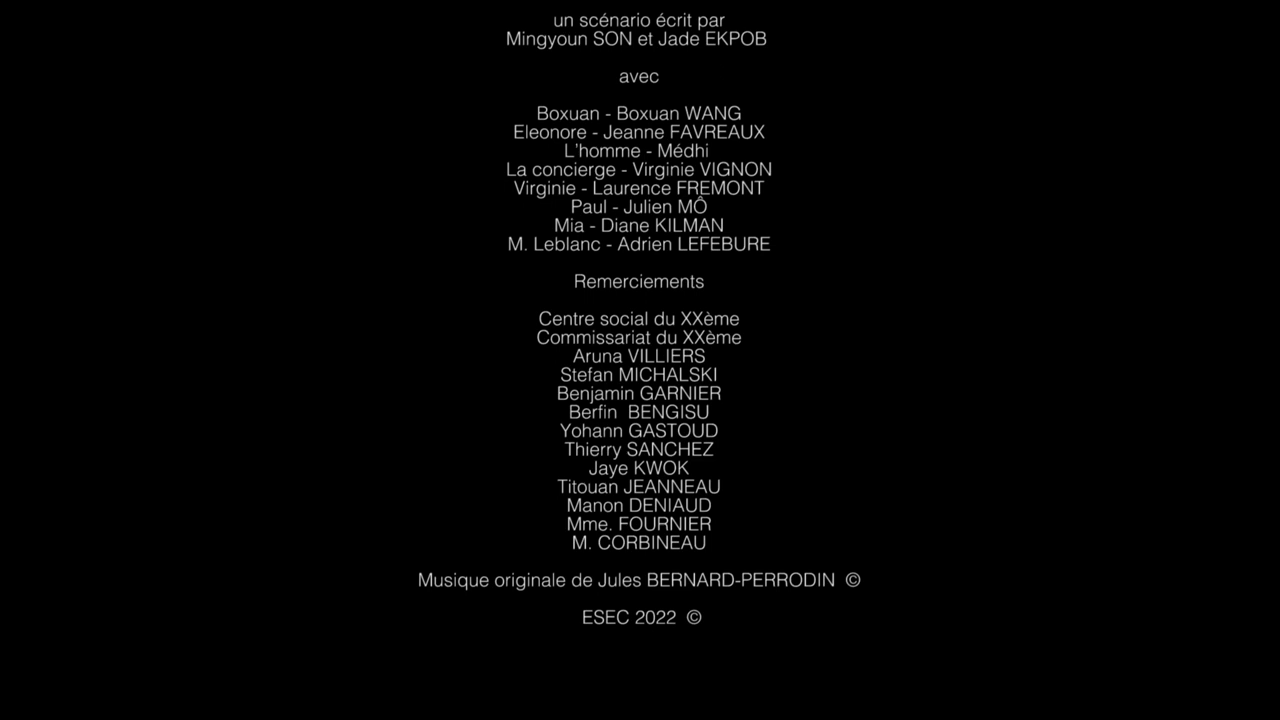 un scénario écrit par
Mingyoun SON et Jade EKPOB
avec
Boxuan - Boxuan WANG
Eleonore - Jeanne FAVREAUX
L'homme - Médhi
La concierge - Virginie VIGNON
Virginie - Laurence FREMONT
Paul - Julien MÔ
Mia - Diane KILMAN
M. Leblanc - Adrien LEFEBURE
Remerciements
Centre social du XXème
Commissariat du XXème
Aruna VILLIERS
Stefan MICHALSKI
Benjamin GARNIER
Berfin  BENGISU
Yohann GASTOUD
Thierry SANCHEZ
Jaye KWOK
Titouan JEANNEAU
Manon DENIAUD
Mme. FOURNIER
M. CORBINEAU
Musique originale de Jules BERNARD-PERRODIN  ©
ESEC 2022  ©